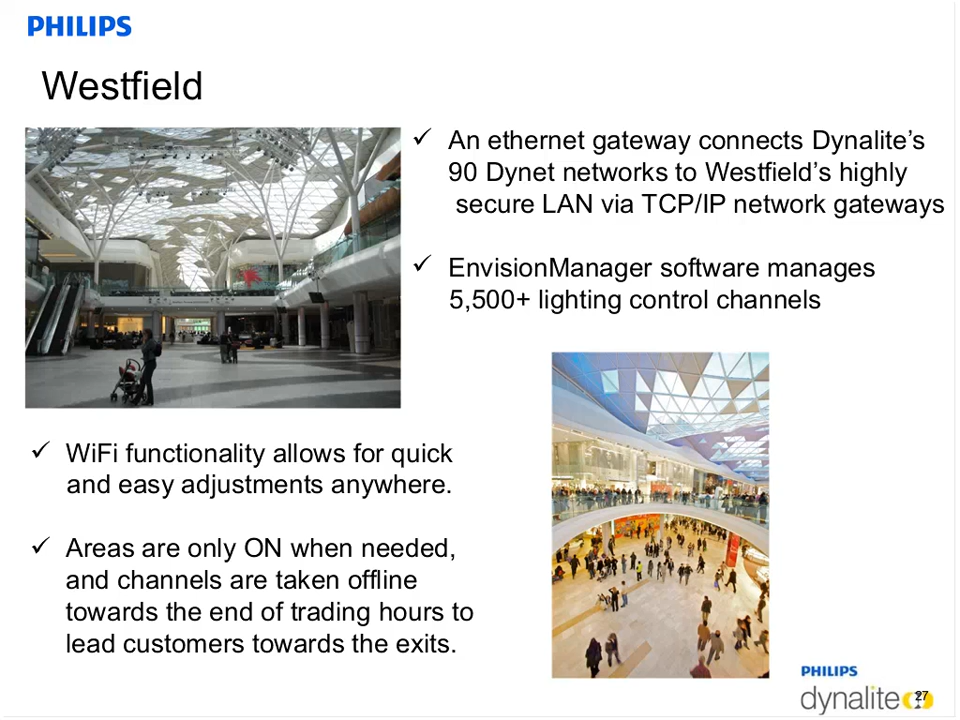 PHILIPS
Westfield
✓ An ethernet gateway connects Dynalite’s
90 Dynet networks to Westfield’s highly
secure LAN via TCP/IP network gateways
✓ EnvisionManager software manages
5,500+ lighting control channels
✓ WiFi functionality allows for quick
and easy adjustments anywhere.
✓ Areas are only ON when needed,
and channels are taken offline
towards the end of trading hours to
lead customers towards the exits.
PHILIPS
dynalite
27